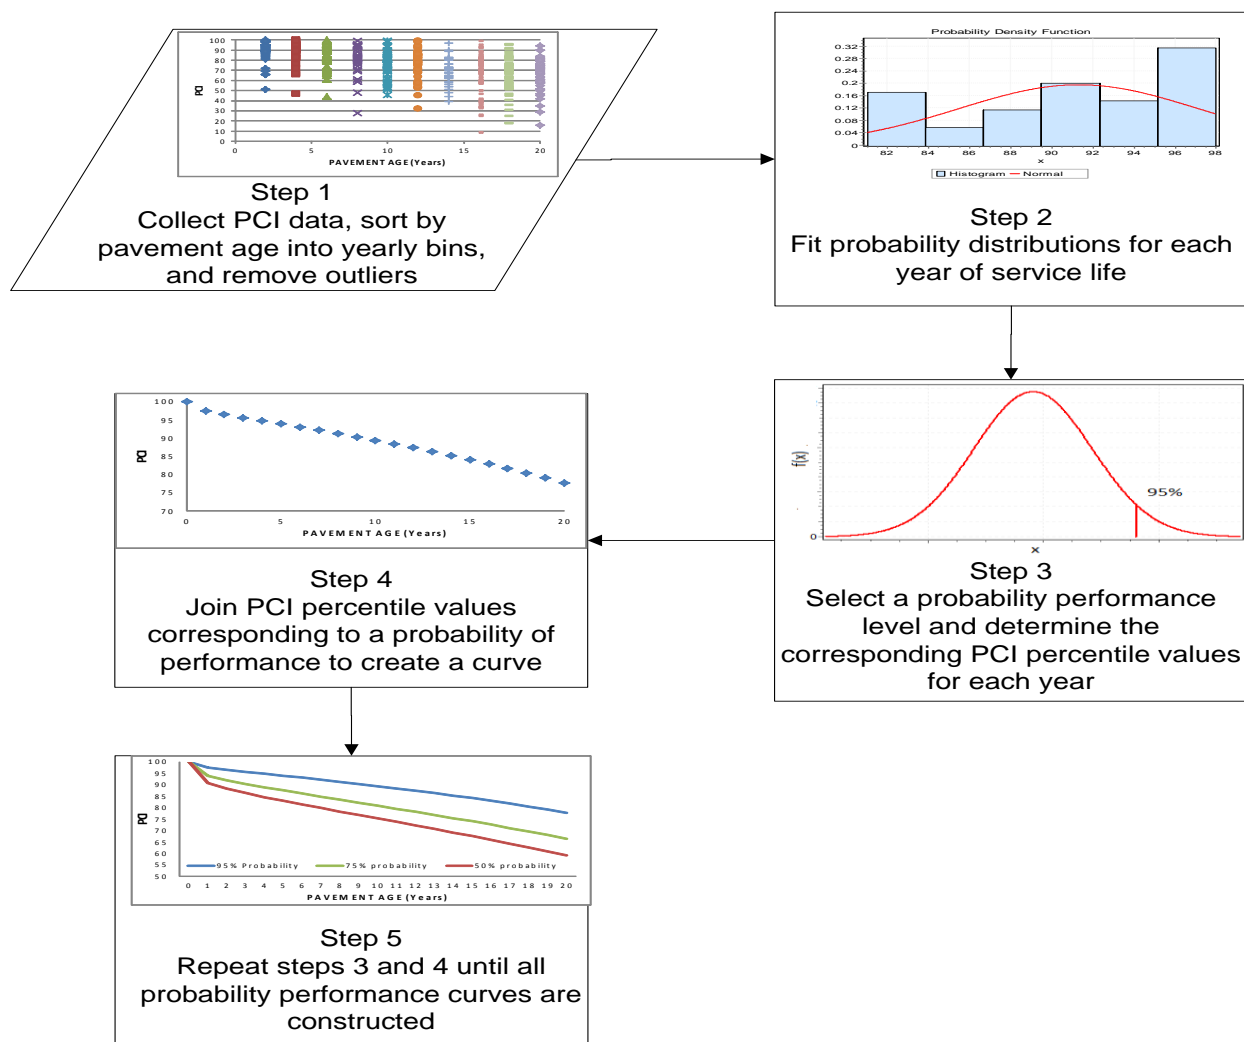 100
90
80
70
60
50
40
30
20
10
0
PCI
0 5 10 15 20
PAVEMENT AGE (Years)
Step 1
Collect PCI data, sort by
pavement age into yearly bins,
and remove outliers
Probability Density Function
0.32
0.28
0.24
0.2
0.16
0.12
0.08
0.04
0
82 84 86 88 90 92 94 96 98
x
Histogram Normal
Step 2
Fit probability distributions for each
year of service life
f(x)
95%
0
x
Step 3
Select a probability performance
level and determine the
corresponding PCI percentile values
for each year
100
95
90
85
80
75
70
PCI
0 5 10 15 20
PAVEMENT AGE (Years)
Step 4
Join PCI percentile values
corresponding to a probability of
performance to create a curve
100
95
90
85
80
75
70
65
60
55
50
PCI
95% Probability 75% probability 50% probability
0 1 2 3 4 5 6 7 8 9 10 11 12 13 14 15 16 17 18 19 20
PAVEMENT AGE (Years)
Step 5
Repeat steps 3 and 4 until all
probability performance curves are
constructed